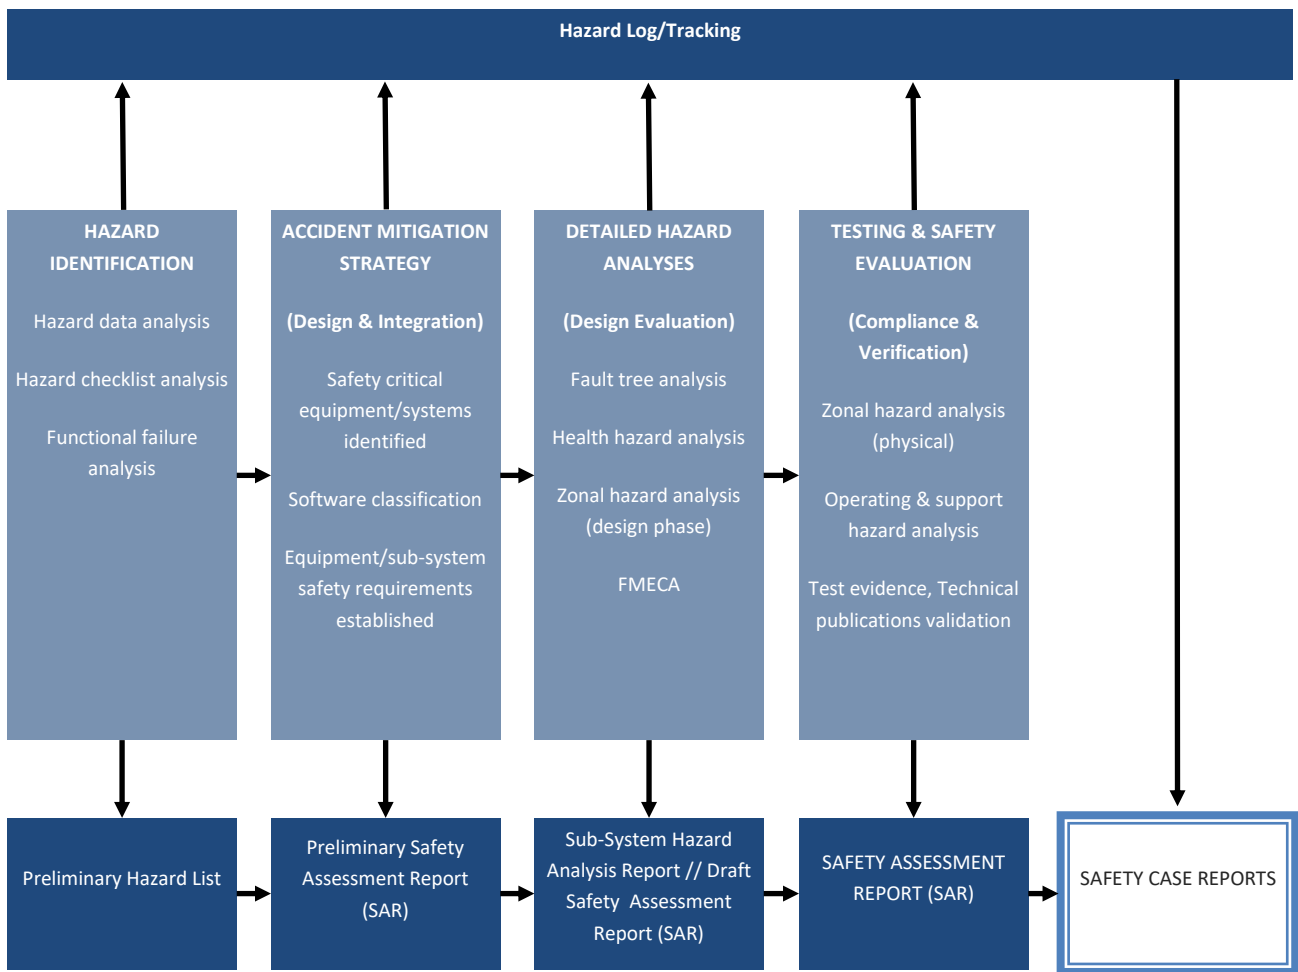 Hazard Log/Tracking
HAZARD
IDENTIFICATION
Hazard data analysis
Hazard checklist analysis
Functional failure
analysis
ACCIDENT MITIGATION
STRATEGY
(Design & Integration)
Safety critical
equipment/systems
identified
Software classification
Equipment/sub-system
safety requirements
established
DETAILED HAZARD
ANALYSES
(Design Evaluation)
Fault tree analysis
Health hazard analysis
Zonal hazard analysis
(design phase)
FMECA
TESTING & SAFETY
EVALUATION
(Compliance &
Verification)
Zonal hazard analysis
(physical)
Operating & support
hazard analysis
Test evidence, Technical
publications validation
Preliminary Hazard List
Preliminary Safety
Assessment Report
(SAR)
Sub-System Hazard
Analysis Report // Draft
Safety Assessment
Report (SAR)
SAFETY ASSESSMENT
REPORT (SAR)
SAFETY CASE REPORTS